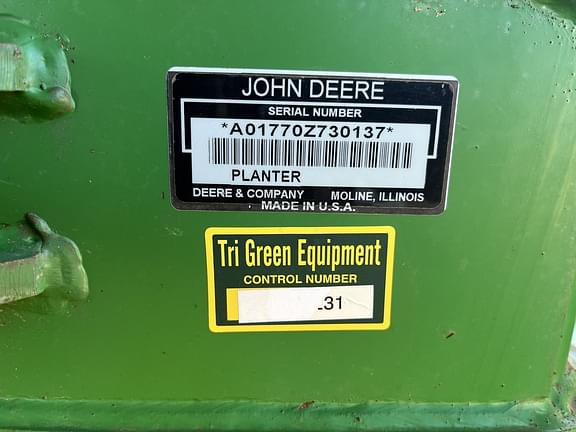 JOHN DEERE
SERIAL NUMBER
*A01770Z730137*
PLANTER
DEERE & COMPANY MOLINE, ILLINOIS
MADE IN U.S.A.
Tri Green Equipment
CONTROL NUMBER
31